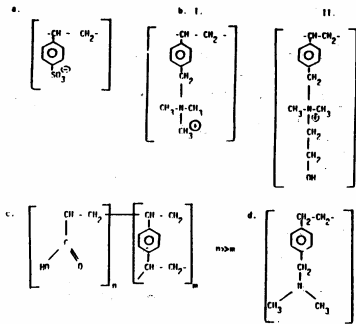 a.
b. I.
II.
-CH - CH2-
SO3⊖
-CH - CH2-
CH2
CH3-N-CH3
CH3⊕
-CH-CH2-
CH2
CH3-N-CH3
⊕
CH2
CH2
OH
c.
CH - CH2
C
HO
O
n
CH - CH2
CH - CH2-
m
n>>m
d.
CH2-CH2-
CH2
N
CH3
CH3